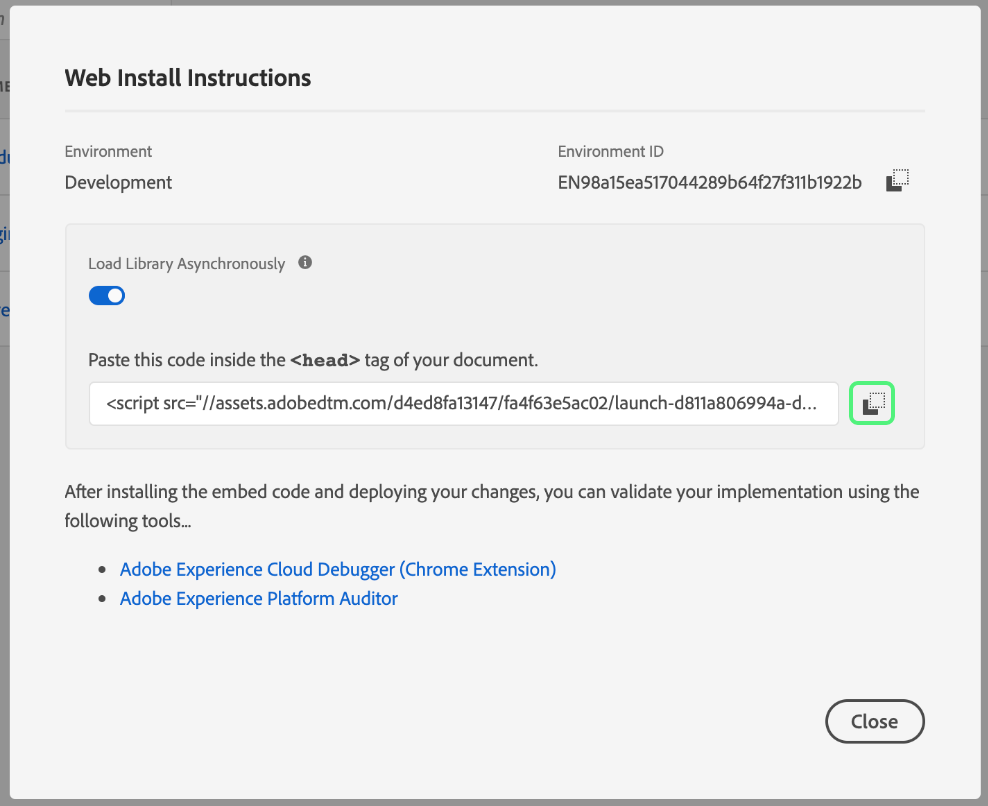 Web Install Instructions
Environment
Environment ID
Development
EN98a15ea517044289b64f27f311b1922b
Load Library Asynchronously
Paste this code inside the <head> tag of your document.
<script src="//assets.adobedtm.com/d4ed8fa13147/fa4f63e5ac02/launch-d811a806994a-d...
After installing the embed code and deploying your changes, you can validate your implementation using the
following tools...
Adobe Experience Cloud Debugger (Chrome Extension)
Adobe Experience Platform Auditor
Close